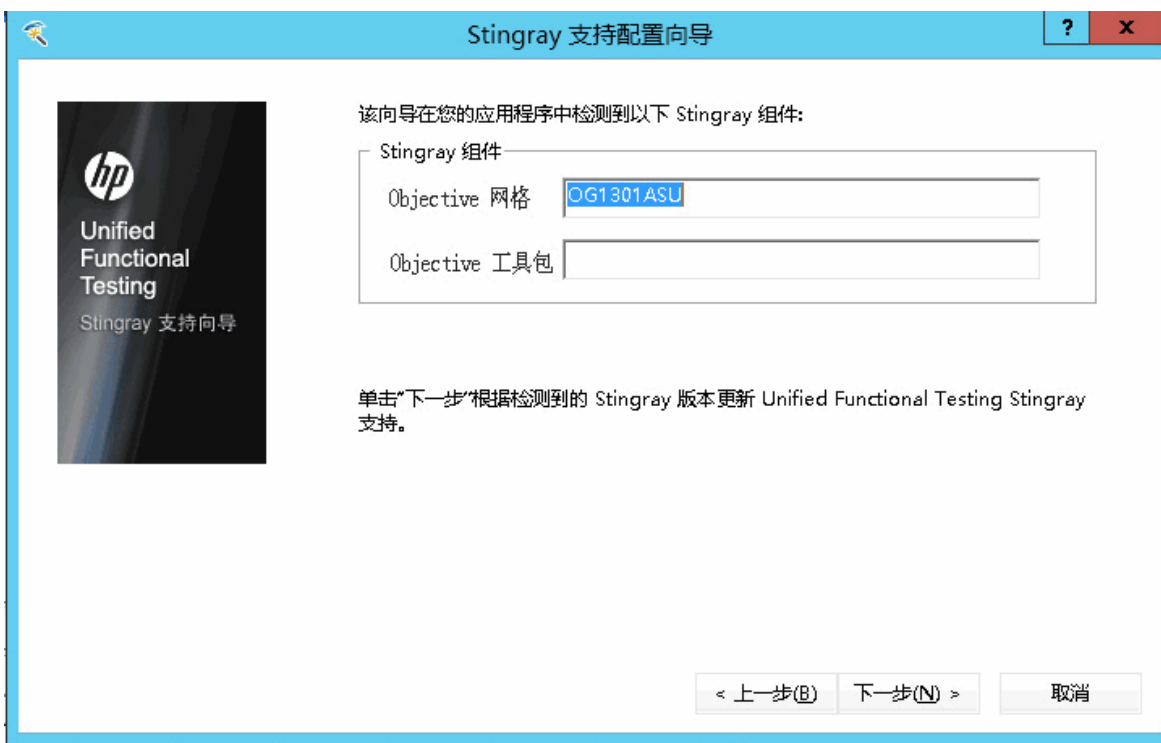 Stingray 支持配置向导
?
x
hp
Unified
Functional
Testing
Stingray 支持向导
该向导在您的应用程序中检测到以下 Stingray 组件:
Stingray 组件
Objective 网格
OG1301ASU
Objective 工具包
单击"下一步"根据检测到的 Stingray 版本更新 Unified Functional Testing Stingray
支持。
< 上一步(B)
下一步(N) >
取消